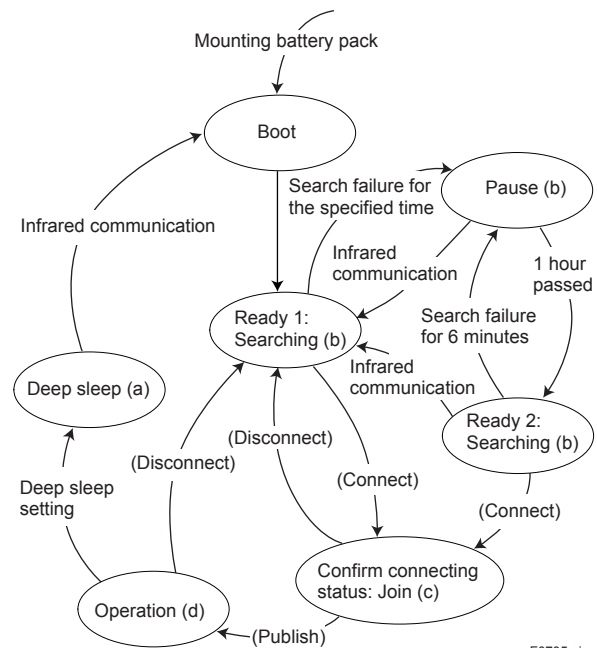 Mounting battery pack
Boot
Search failure for
the specified time
Pause (b)
Infrared communication
Infrared
communication
1 hour
passed
Ready 1:
Searching (b)
Search failure
for 6 minutes
Infrared
communication
Deep sleep (a)
Ready 2:
Searching (b)
(Disconnect)
(Disconnect)
(Connect)
(Connect)
Deep sleep
setting
Confirm connecting
status: Join (c)
Operation (d)
(Publish)